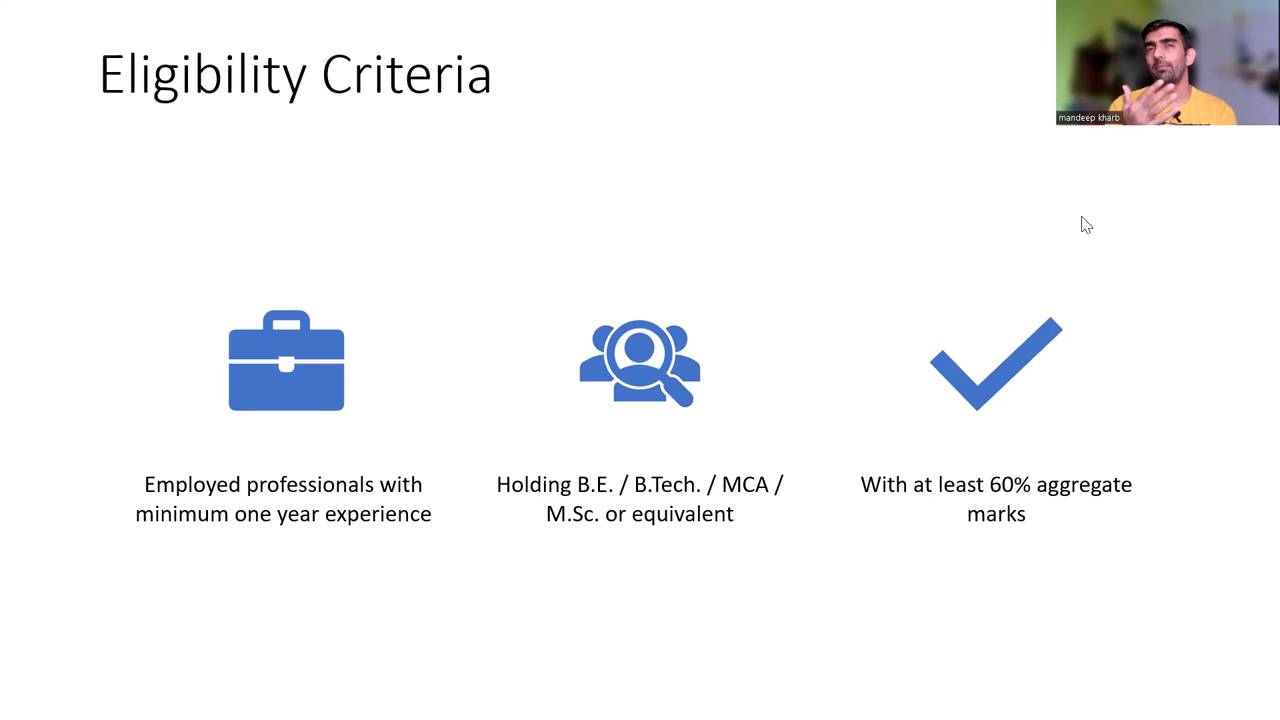 Eligibility Criteria
mandeep kharb
Employed professionals with
minimum one year experience
Holding B.E. / B.Tech. / MCA /
M.Sc. or equivalent
With at least 60% aggregate
marks